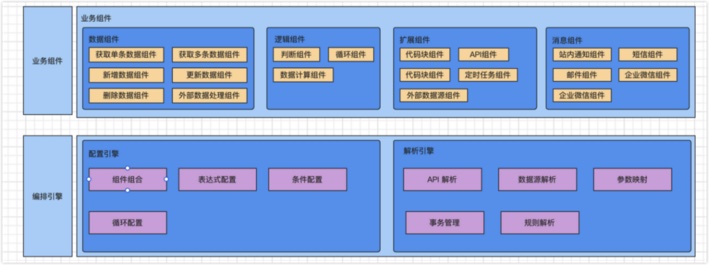 业务组件
业务组件
数据组件
获取单条数据组件
获取多条数据组件
新增数据组件
更新数据组件
删除数据组件
外部数据处理组件
逻辑组件
判断组件
循环组件
数据计算组件
扩展组件
代码块组件
API组件
代码块组件
定时任务组件
外部数据源组件
消息组件
站内通知组件
短信组件
邮件组件
企业微信组件
企业微信组件
编排引擎
配置引擎
组件组合
表达式配置
条件配置
循环配置
解析引擎
API 解析
数据源解析
参数映射
事务管理
规则解析